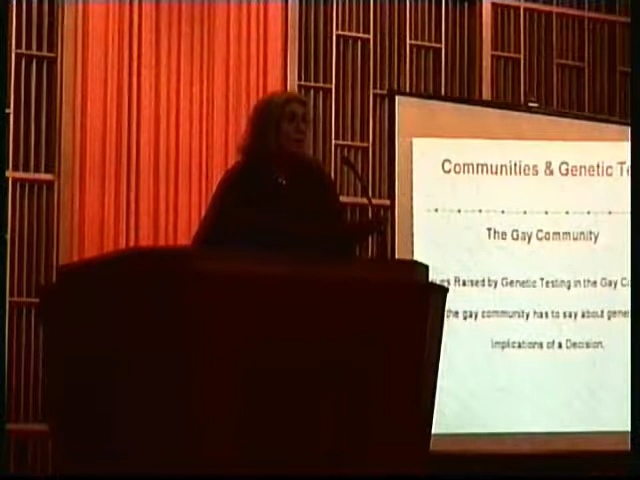 Communities & Genetic Te
The Gay Community
Raised by Genetic Testing in the Gay C
the gay community has to say about gene
Implications of a Decision.